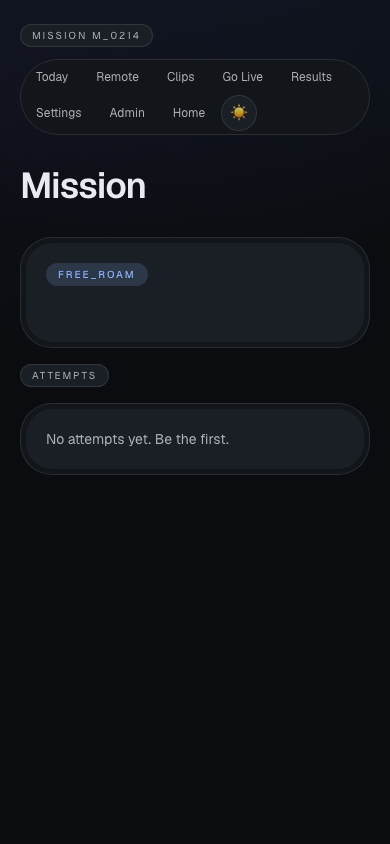 MISSION M_0214
Today Remote Clips Go Live Results
Settings Admin Home
Mission
FREE_ROAM
ATTEMPTS
No attempts yet. Be the first.